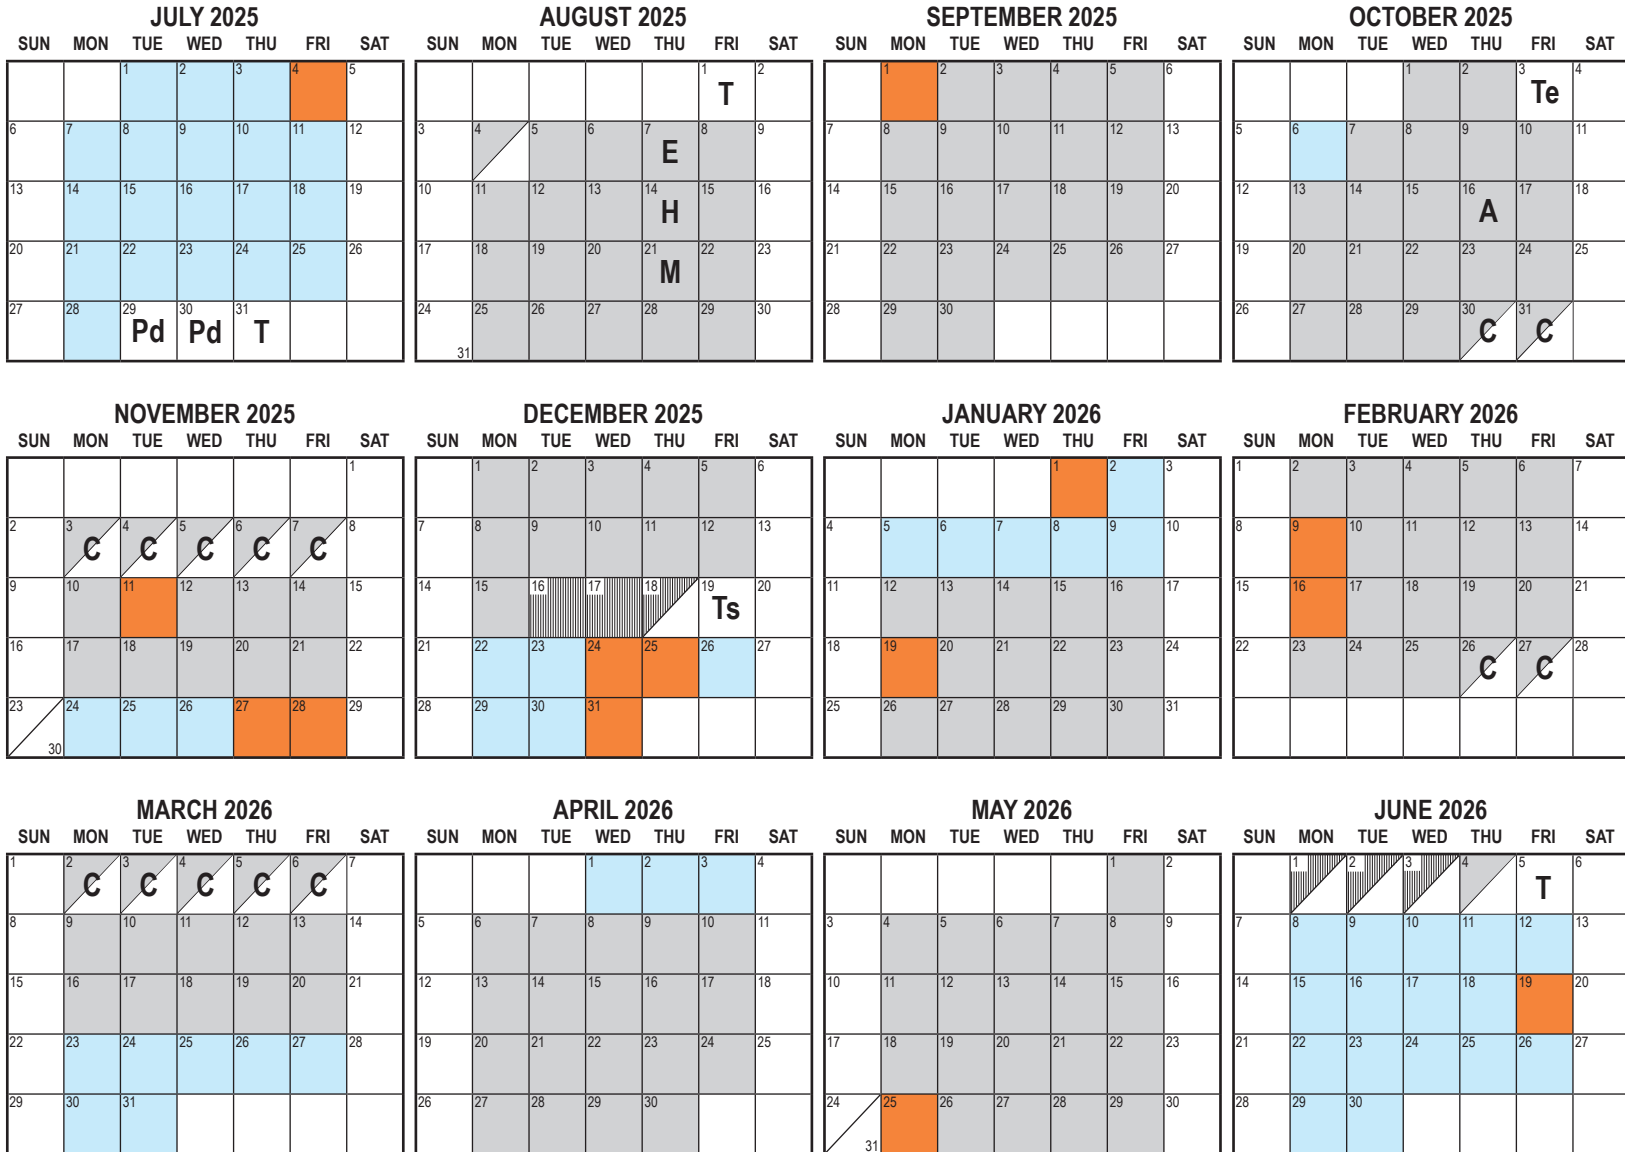 JULY 2025
SUN MON TUE WED THU FRI SAT
1 2 3 4 5
6 7 8 9 10 11 12
13 14 15 16 17 18 19
20 21 22 23 24 25 26
27 28 29 30 31
Pd Pd T
AUGUST 2025
SUN MON TUE WED THU FRI SAT
1 2
T
3 4 5 6 7 8 9
E
10 11 12 13 14 15 16
H
17 18 19 20 21 22 23
M
24 25 26 27 28 29 30
31
SEPTEMBER 2025
SUN MON TUE WED THU FRI SAT
1 2 3 4 5 6
7 8 9 10 11 12 13
14 15 16 17 18 19 20
21 22 23 24 25 26 27
28 29 30
OCTOBER 2025
SUN MON TUE WED THU FRI SAT
1 2 3 4
Te
5 6 7 8 9 10 11
12 13 14 15 16 17 18
A
19 20 21 22 23 24 25
26 27 28 29 30 31
C C
NOVEMBER 2025
SUN MON TUE WED THU FRI SAT
1
2 3 4 5 6 7 8
C C C C C
9 10 11 12 13 14 15
16 17 18 19 20 21 22
23 24 25 26 27 28 29
30
DECEMBER 2025
SUN MON TUE WED THU FRI SAT
1 2 3 4 5 6
7 8 9 10 11 12 13
14 15 16 17 18 19 20
Ts
21 22 23 24 25 26 27
28 29 30 31
JANUARY 2026
SUN MON TUE WED THU FRI SAT
1 2 3
4 5 6 7 8 9 10
11 12 13 14 15 16 17
18 19 20 21 22 23 24
25 26 27 28 29 30 31
FEBRUARY 2026
SUN MON TUE WED THU FRI SAT
1 2 3 4 5 6 7
8 9 10 11 12 13 14
15 16 17 18 19 20 21
22 23 24 25 26 27 28
C C
MARCH 2026
SUN MON TUE WED THU FRI SAT
1 2 3 4 5 6 7
C C C C C
8 9 10 11 12 13 14
15 16 17 18 19 20 21
22 23 24 25 26 27 28
29 30 31
APRIL 2026
SUN MON TUE WED THU FRI SAT
1 2 3 4
5 6 7 8 9 10 11
12 13 14 15 16 17 18
19 20 21 22 23 24 25
26 27 28 29 30
MAY 2026
SUN MON TUE WED THU FRI SAT
1 2
3 4 5 6 7 8 9
10 11 12 13 14 15 16
17 18 19 20 21 22 23
24 25 26 27 28 29 30
31
JUNE 2026
SUN MON TUE WED THU FRI SAT
1 2 3 4 5 6
T
7 8 9 10 11 12 13
14 15 16 17 18 19 20
21 22 23 24 25 26 27
28 29 30